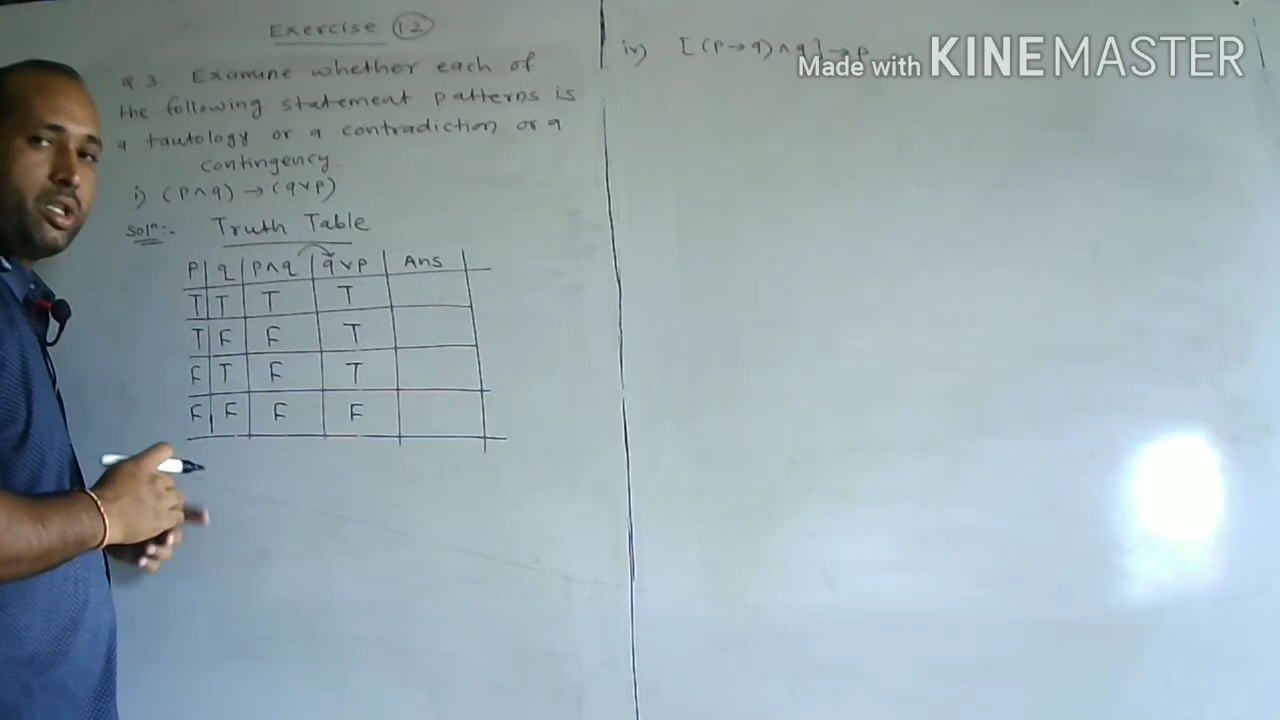 Exercise 1.2
Q 3 Examine whether each of
the following statement patterns is
a tautology or a contradiction or a
contingency.
i) (p∧q) → (q∨p)
Solⁿ:-
Truth Table
p q p∧q q∨p Ans
T T T T
T F F T
F T F T
F F F F
iv) [(p→q)∧q]→p
Made with KINEMASTER